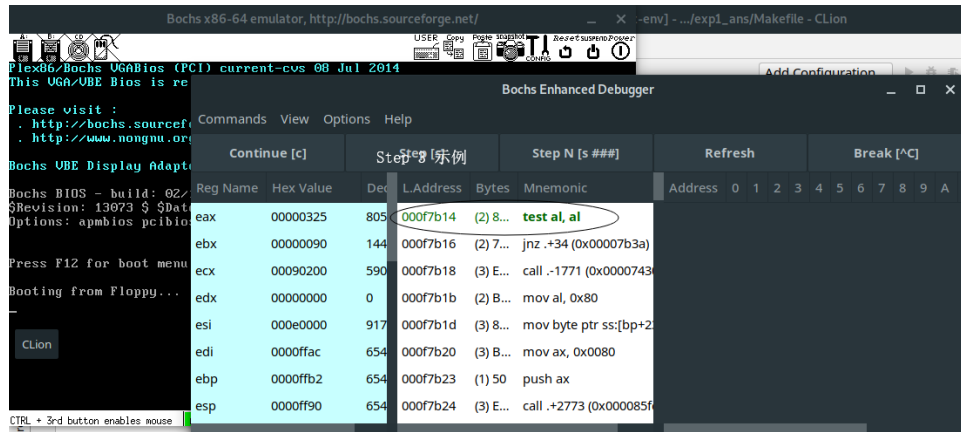 Bochs x86-64 emulator, http://bochs.sourceforge.net/
-env] - .../exp1_ans/Makefile - CLion
A: B: CD
USER Copy Paste snapshot Reset suspend Power
CONFIG
Plex86/Bochs VGABios (PCI) current-cvs 08 Jul 2014
This VGA/VBE Bios is re
Add Configuration...
Bochs Enhanced Debugger
Please visit :
. http://bochs.sourcef
. http://www.nongnu.or
Commands View Options Help
Continue [c] Step [s] Step N [s ###] Refresh Break [^C]
Step 8 示例
Bochs VBE Display Adapt
Reg Name Hex Value Dec L.Address Bytes Mnemonic Address 0 1 2 3 4 5 6 7 8 9 A
Bochs BIOS - build: 02/
$Revision: 13073 $ $Dat
Options: apmbios pcibio
eax 00000325 805 000f7b14 (2) 8... test al, al
ebx 00000090 144 000f7b16 (2) 7... jnz .+34 (0x00007b3a)
Press F12 for boot menu
ecx 00090200 590 000f7b18 (3) E... call .-1771 (0x0000743
Booting from Floppy...
edx 00000000 0 000f7b1b (2) B... mov al, 0x80
esi 000e0000 917 000f7b1d (3) 8... mov byte ptr ss:[bp+2
CLion
edi 0000ffac 654 000f7b20 (3) B... mov ax, 0x0080
ebp 0000ffb2 654 000f7b23 (1) 50 push ax
esp 0000ff90 654 000f7b24 (3) E... call .+2773 (0x000085f
CTRL + 3rd button enables mouse